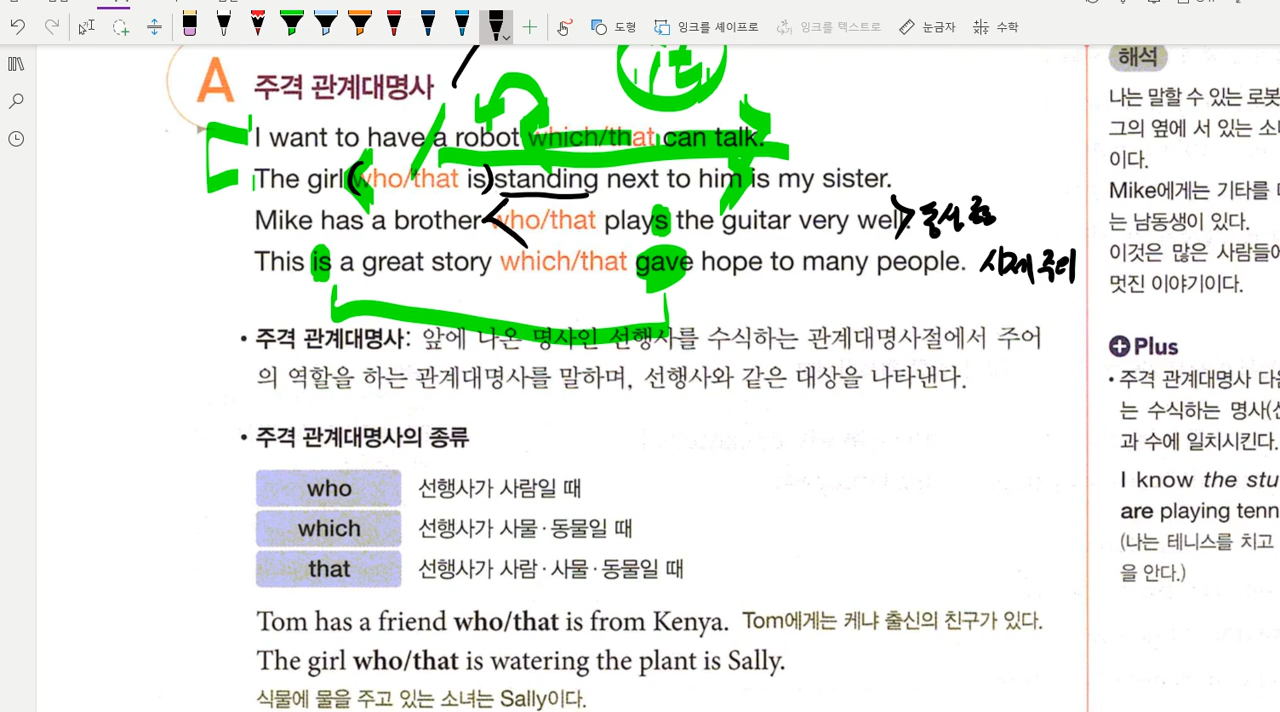 도형
잉크를 셰이프로
잉크를 텍스트로
눈금자
수학
A 주격 관계대명사
I want to have a robot which/that can talk.
The girl (who/that is) standing next to him is my sister.
Mike has a brother who/that plays the guitar very well.
This is a great story which/that gave hope to many people.
시제 주의
• 주격 관계대명사: 앞에 나온 명사인 선행사를 수식하는 관계대명사절에서 주어
의 역할을 하는 관계대명사를 말하며, 선행사와 같은 대상을 나타낸다.
• 주격 관계대명사의 종류
who 선행사가 사람일 때
which 선행사가 사물·동물일 때
that 선행사가 사람·사물·동물일 때
Tom has a friend who/that is from Kenya. Tom에게는 케냐 출신의 친구가 있다.
The girl who/that is watering the plant is Sally.
식물에 물을 주고 있는 소녀는 Sally이다.
해석
나는 말할 수 있는 로봇
그의 옆에 서 있는 소
이다.
Mike에게는 기타를
는 남동생이 있다.
이것은 많은 사람들에
멋진 이야기이다.
Plus
• 주격 관계대명사 다
는 수식하는 명사(
과 수에 일치시킨다.
I know the stu
are playing tenn
(나는 테니스를 치고
을 안다.)